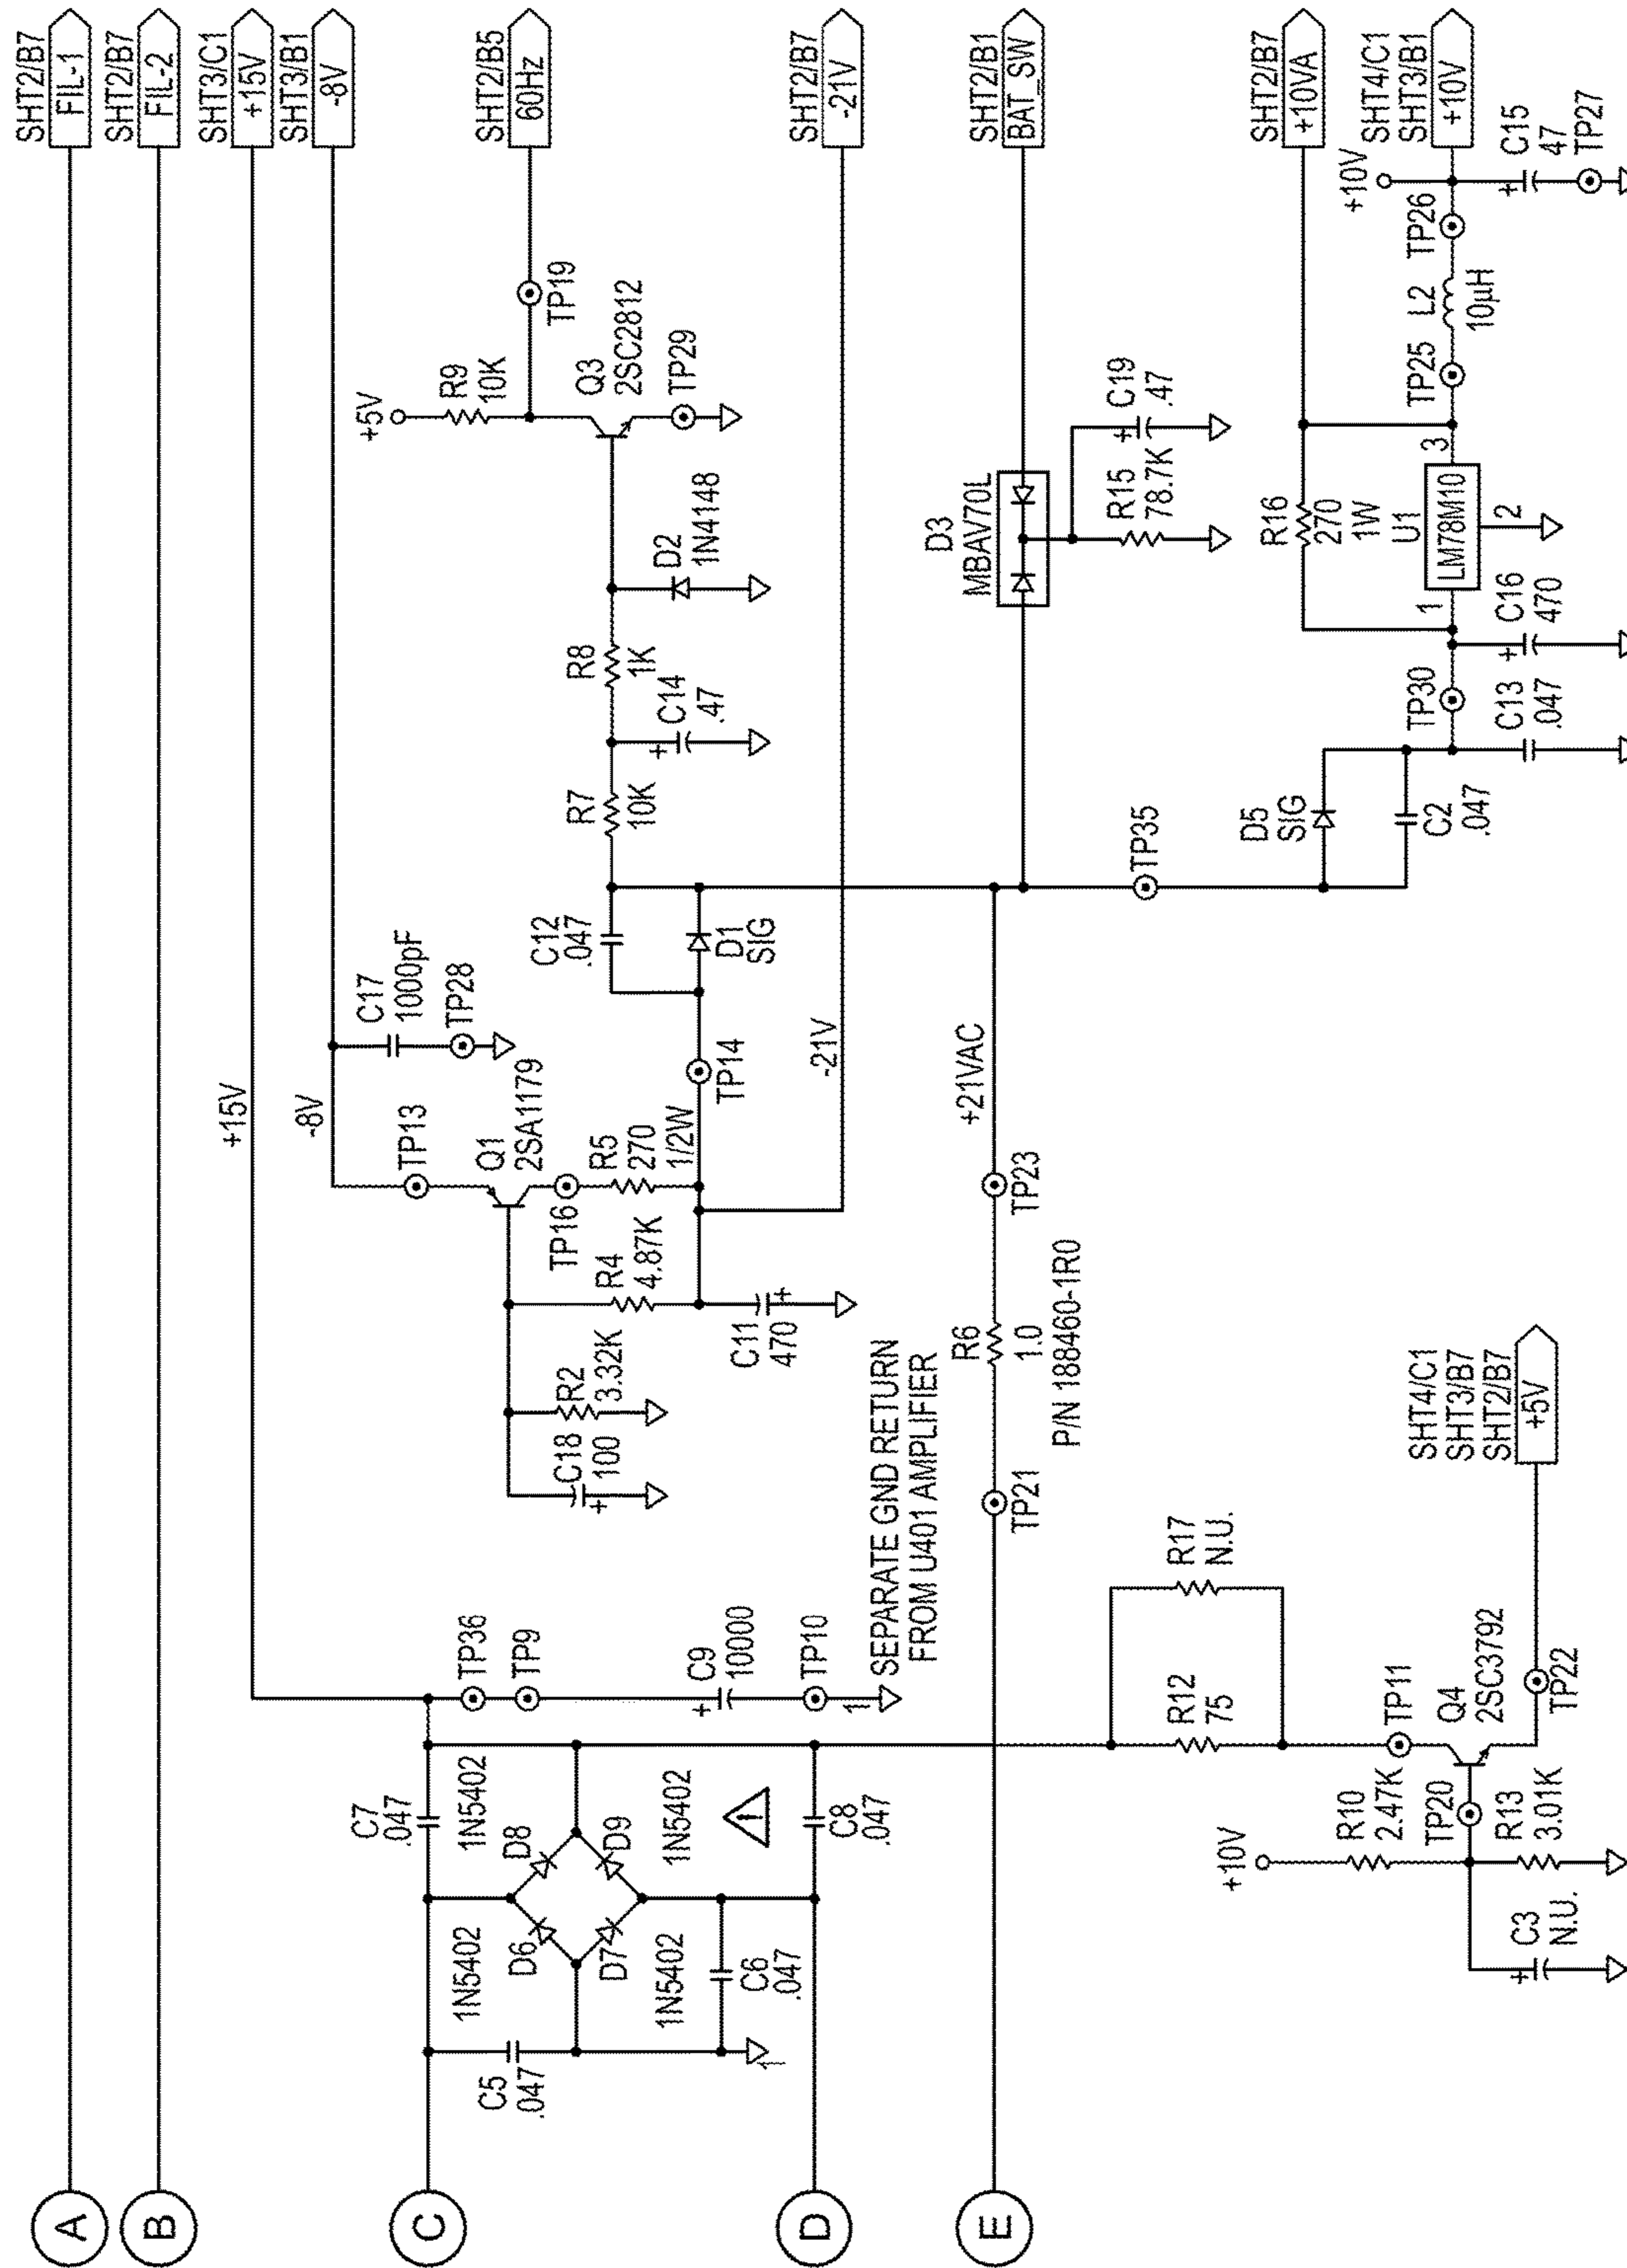 A
SHT2/B7
FIL-1
B
SHT2/B7
FIL-2
SHT3/C1
+15V
+15V
SHT3/B1
-8V
-8V
C17
1000pF
TP28
TP13
Q1
2SA1179
TP16
R5
270
1/2W
R4
4.87K
R2
3.32K
C18
100
C11
470
TP14
C12
.047
D1
SIG
R7
10K
C14
.47
R8
1K
D2
1N4148
+5V
R9
10K
Q3
2SC2812
TP29
TP19
SHT2/B5
60Hz
-21V
SHT2/B7
-21V
C
C5
.047
1N5402
D6
C7
.047
1N5402
D8
D7
1N5402
D9
1N5402
C6
.047
1
C8
.047
!
TP36
TP9
C9
10000
TP10
1
SEPARATE GND RETURN
FROM U401 AMPLIFIER
D
E
TP21
R6
1.0
P/N 188460-1R0
TP23
+21VAC
D3
MBAV70L
SHT2/B1
BAT_SW
R15
78.7K
C19
.47
TP35
D5
SIG
C2
.047
TP30
C13
.047
C16
470
R16
270
1W
U1
LM78M10
1
2
3
TP25
L2
10µH
TP26
+10V
C15
47
TP27
SHT2/B7
+10VA
SHT4/C1
SHT3/B1
+10V
R12
75
R17
N.U.
TP11
Q4
2SC3792
TP22
+10V
R10
2.47K
TP20
R13
3.01K
C3
N.U.
SHT4/C1
SHT3/B7
SHT2/B7
+5V